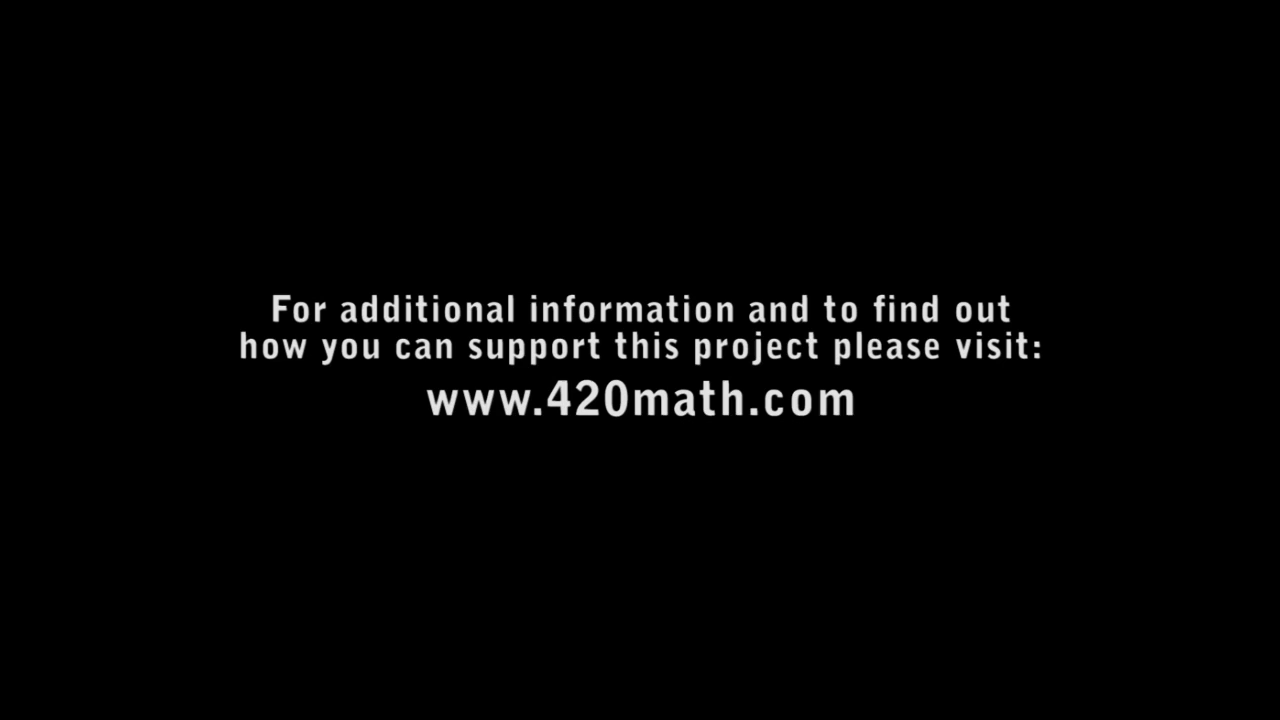 For additional information and to find out
how you can support this project please visit:
www.420math.com